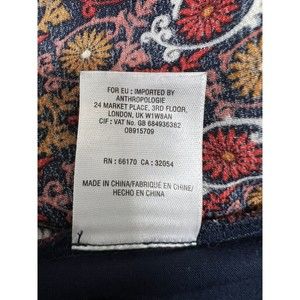 FOR EU : IMPORTED BY
ANTHROPOLOGIE
24 MARKET PLACE, 3RD FLOOR,
LONDON, UK W1W8AN
CIF : VAT No. GB 684936382
OB915709
RN : 66170 CA : 32054
MADE IN CHINA/FABRIQUÉ EN CHINE/
HECHO EN CHINA